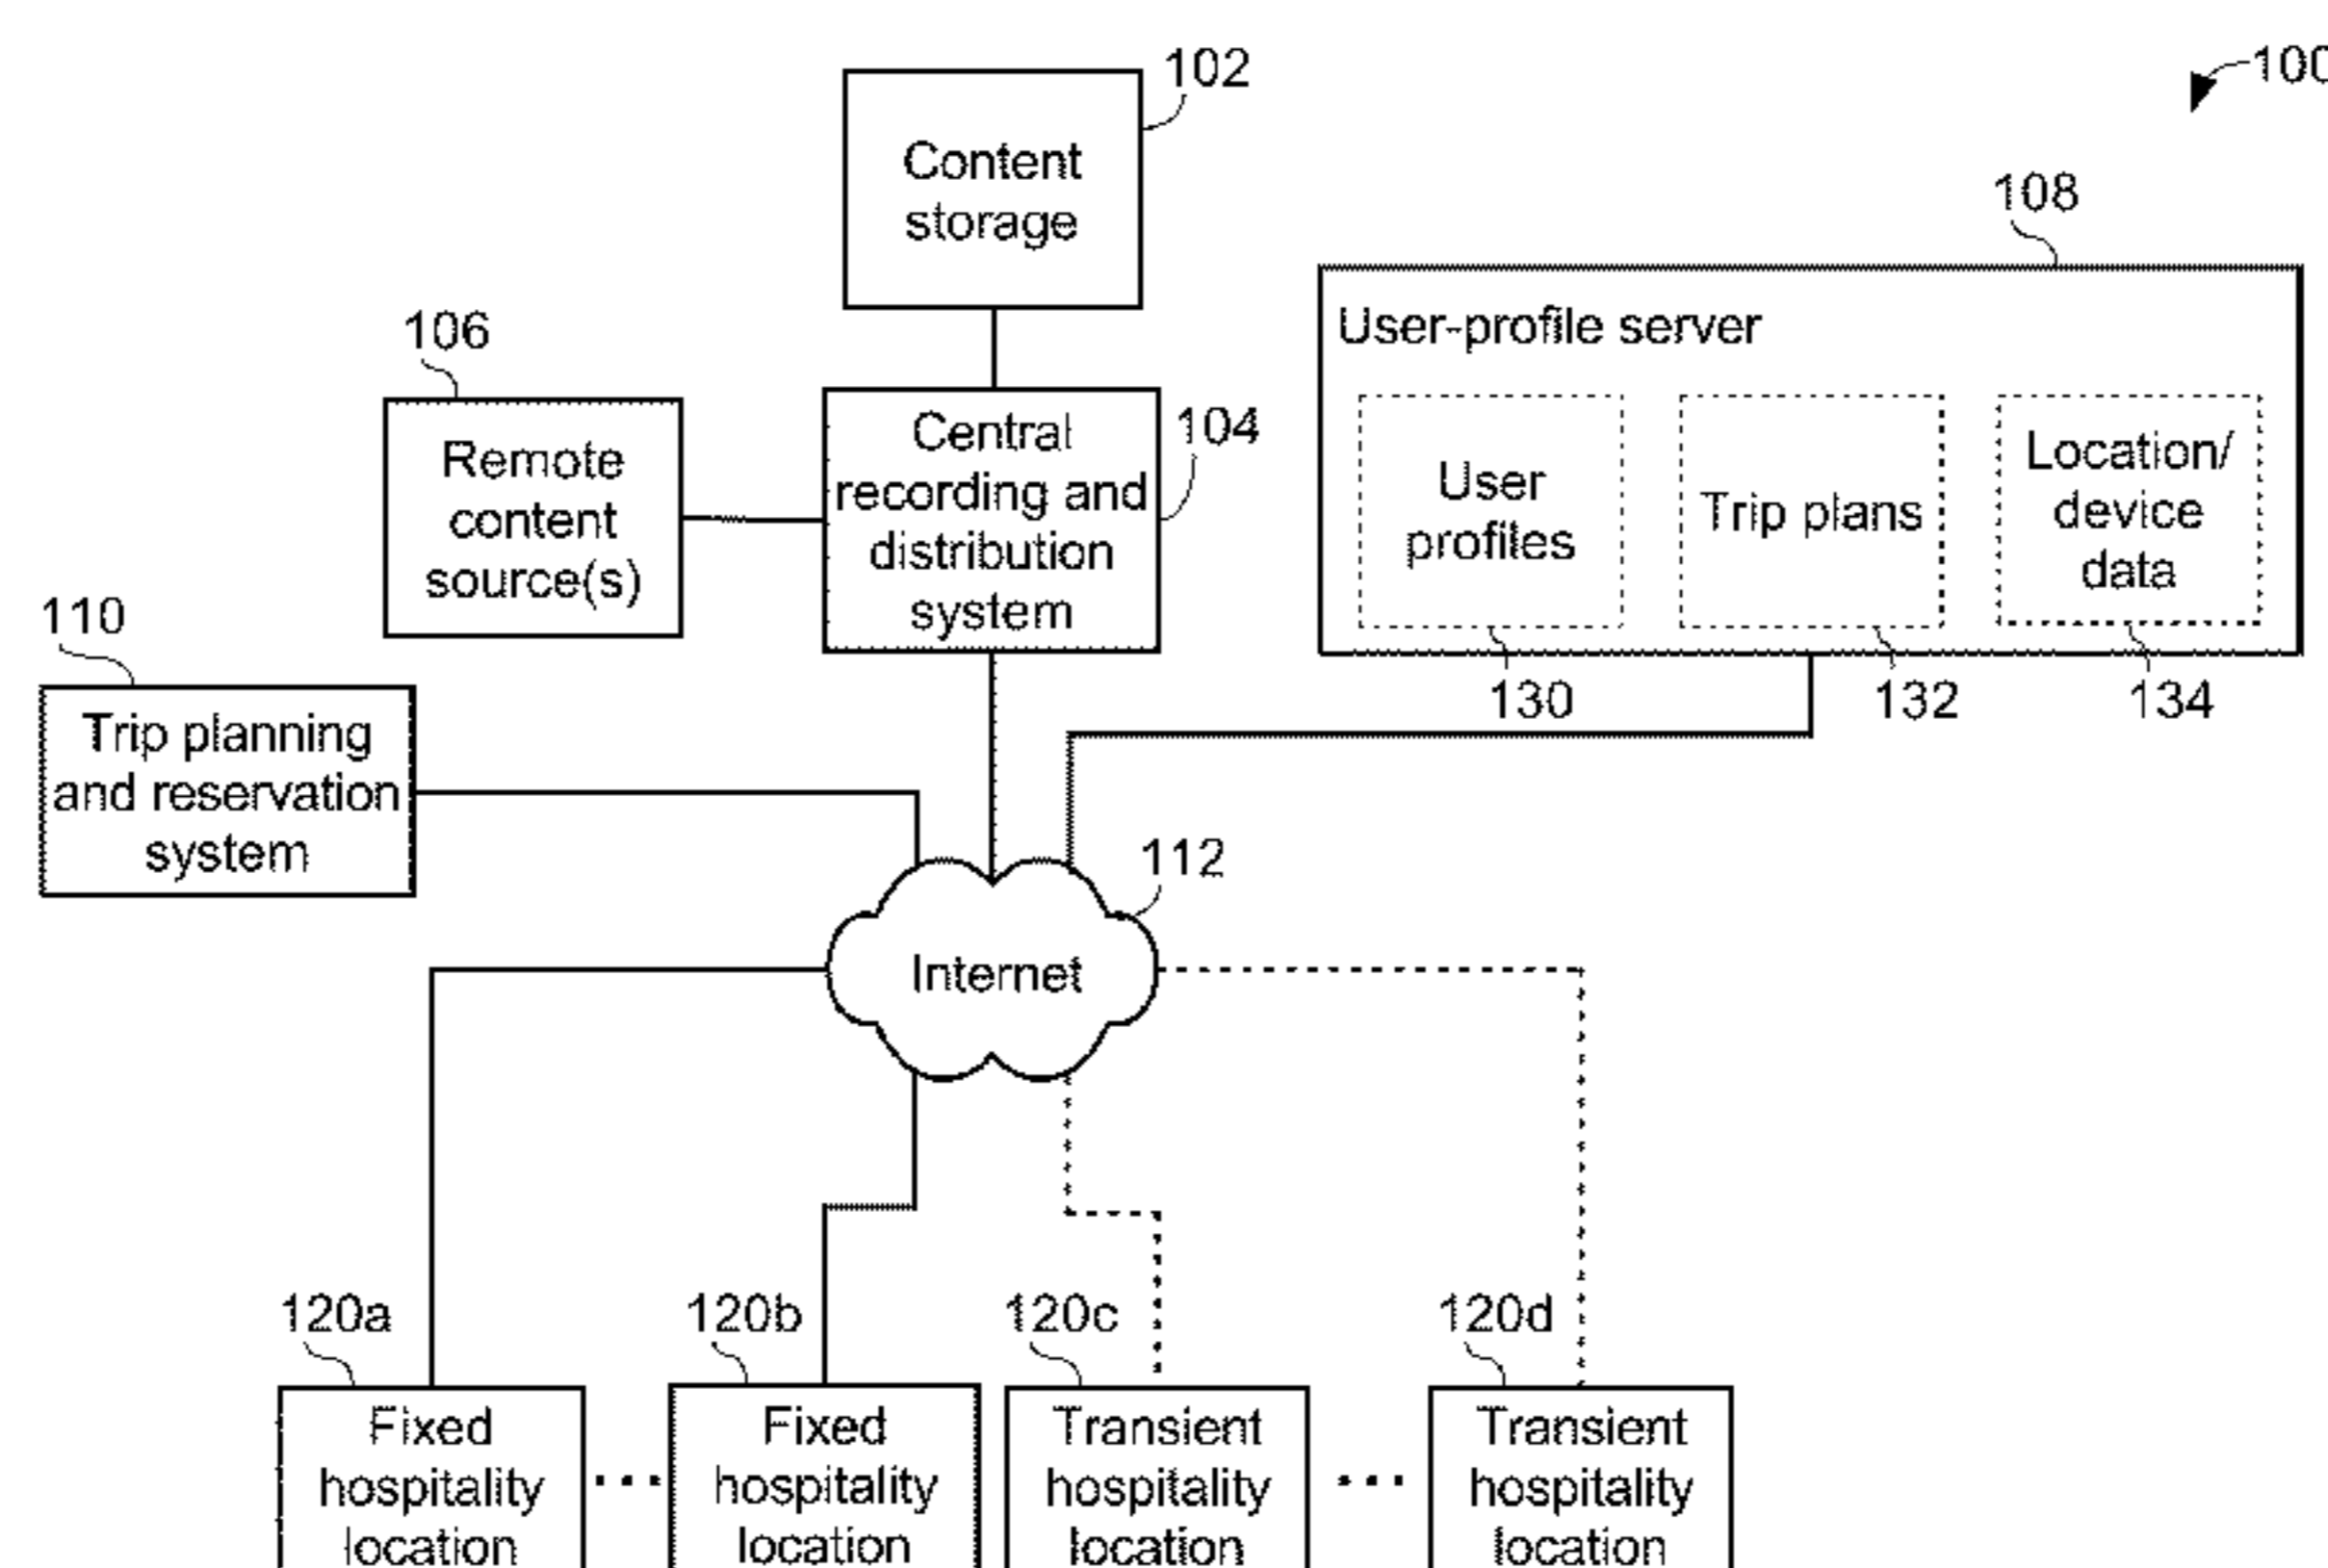 102
100
Content
storage
108
User-profile server
106
Remote
content
source(s)
Central
recording and
distribution
system
104
User
profiles
Trip plans
Location/
device
data
130
132
134
110
Trip planning
and reservation
system
112
Internet
120a
120b
120c
120d
Fixed
hospitality
location
...
Fixed
hospitality
location
Transient
hospitality
location
...
Transient
hospitality
location